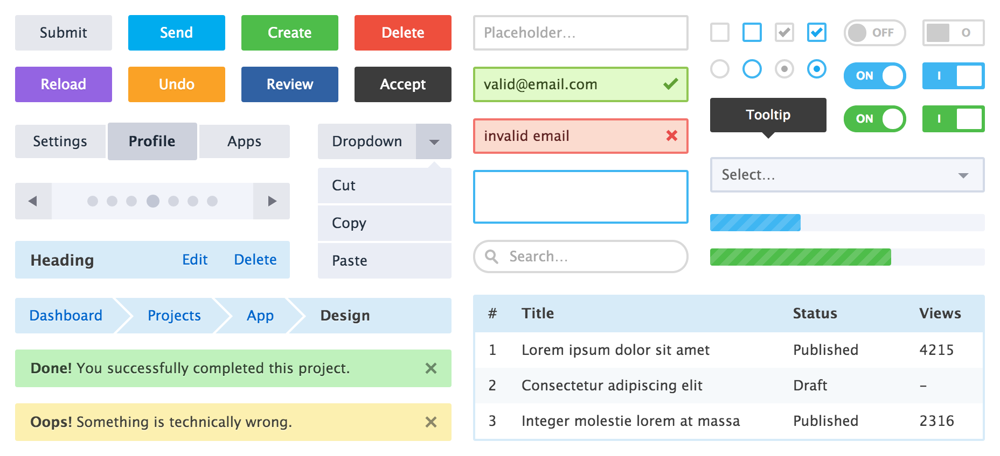 Submit
Send
Create
Delete
Reload
Undo
Review
Accept
Settings
Profile
Apps
Dropdown
Cut
Copy
Paste
Heading
Edit
Delete
Dashboard
Projects
App
Design
Done! You successfully completed this project.
Oops! Something is technically wrong.
Placeholder...
valid@email.com
invalid email
Search...
OFF
O
ON
I
Tooltip
ON
I
Select...
# Title Status Views
1 Lorem ipsum dolor sit amet Published 4215
2 Consectetur adipiscing elit Draft –
3 Integer molestie lorem at massa Published 2316